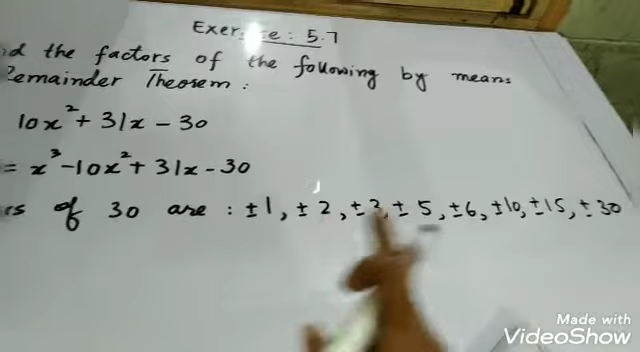 Exercise : 5.7
d the factors of the following by means
Remainder Theorem :
10x² + 31x - 30
= x³ - 10x² + 31x - 30
rs of 30 are : ±1, ±2, ±3, ±5, ±6, ±10, ±15, ±30
Made with
VideoShow